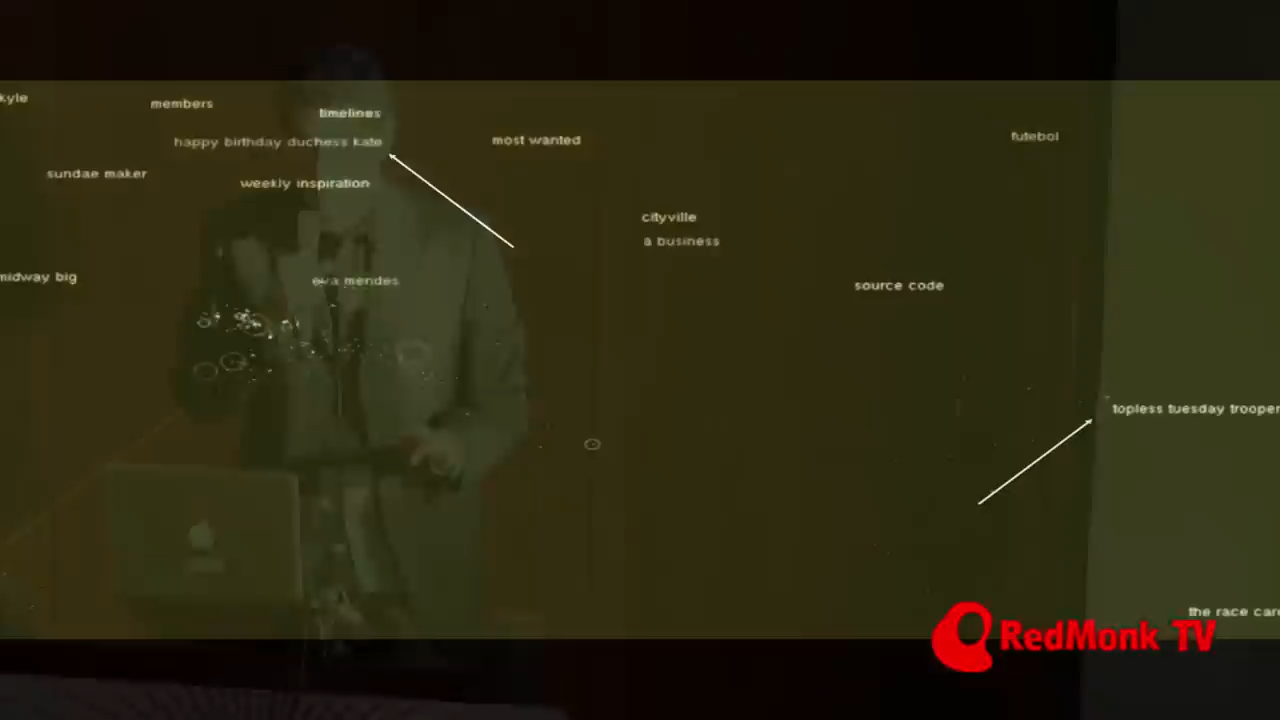 kyle
members
timelines
most wanted
futebol
happy birthday duchess kate
sundae maker
weekly inspiration
cityville
a business
midway big
eva mendes
source code
topless tuesday trooper
the race card
RedMonk TV